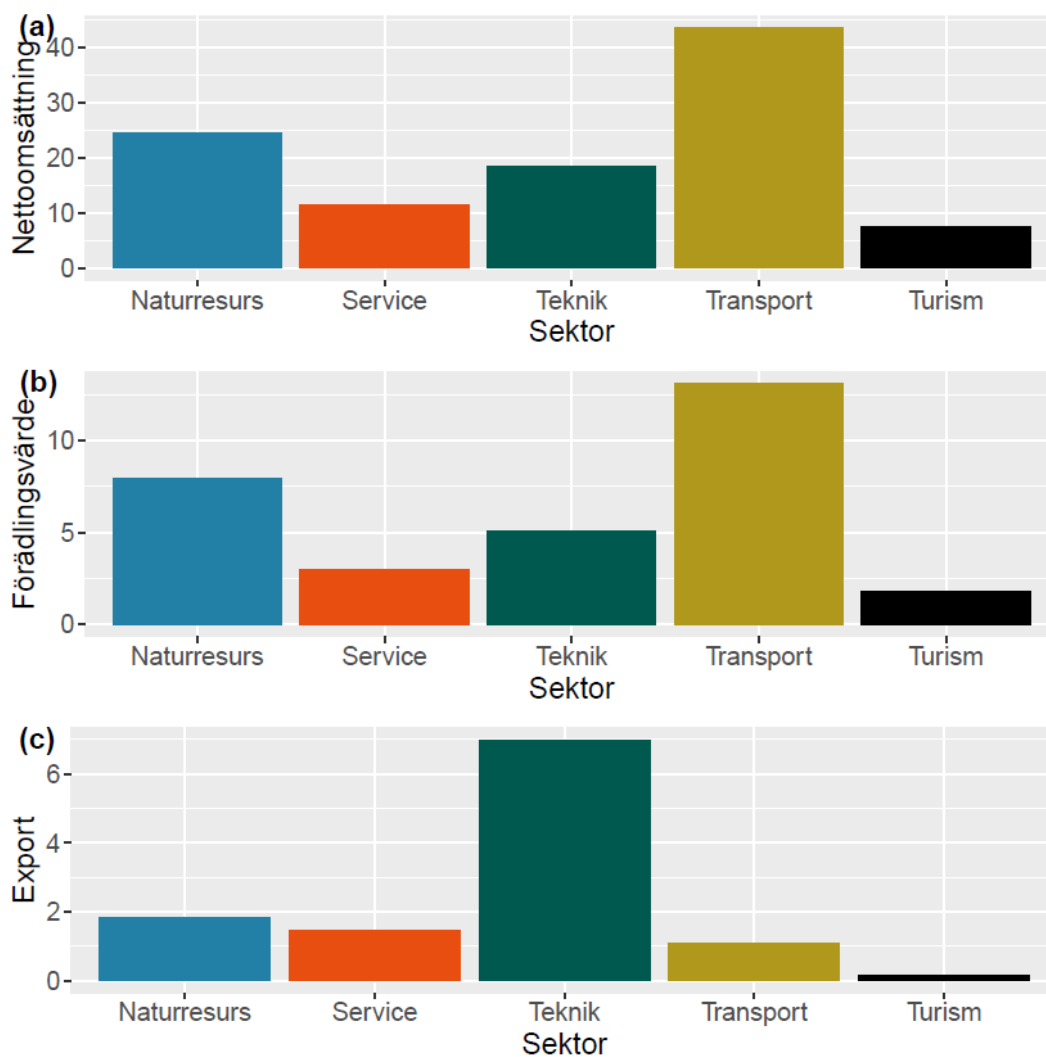 (a)
Nettoomsättning
40
30
20
10
0
Naturresurs Service Teknik Transport Turism
Sektor
(b)
Förädlingsvärde
10
5
0
Naturresurs Service Teknik Transport Turism
Sektor
(c)
Export
6
4
2
0
Naturresurs Service Teknik Transport Turism
Sektor